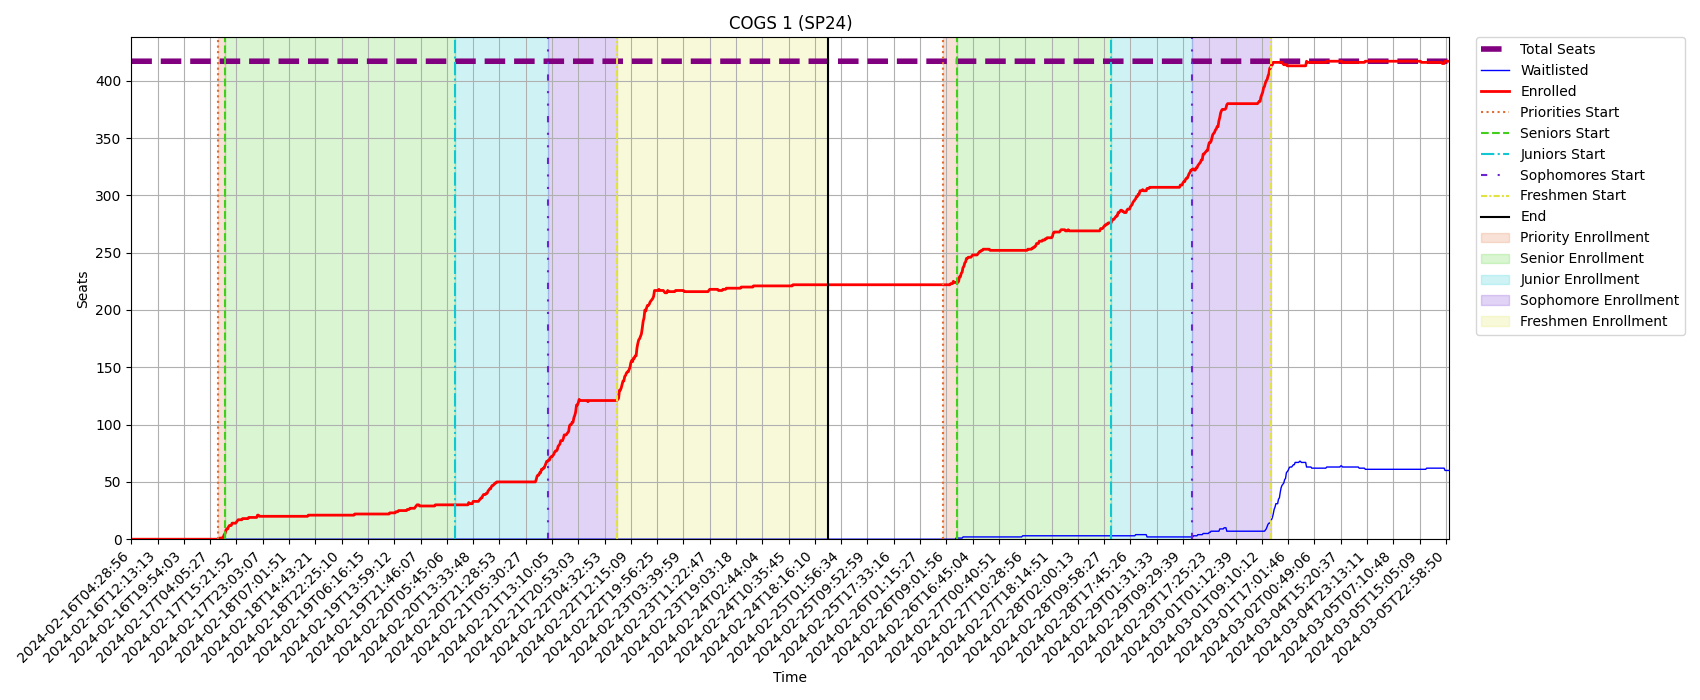 COGS 1 (SP24)
Seats
400
350
300
250
200
150
100
50
0
2024-02-16T04:28:56
2024-02-16T12:13:13
2024-02-16T19:54:03
2024-02-17T04:05:27
2024-02-17T15:21:52
2024-02-17T23:03:07
2024-02-18T07:01:51
2024-02-18T14:43:21
2024-02-18T22:25:10
2024-02-19T06:16:15
2024-02-19T13:59:12
2024-02-19T21:46:07
2024-02-20T05:45:06
2024-02-20T13:33:48
2024-02-20T21:28:53
2024-02-21T05:30:27
2024-02-21T13:10:05
2024-02-21T20:53:03
2024-02-22T04:32:53
2024-02-22T12:15:09
2024-02-22T19:56:25
2024-02-23T03:39:59
2024-02-23T11:22:47
2024-02-23T19:03:18
2024-02-24T02:44:04
2024-02-24T10:35:45
2024-02-24T18:16:10
2024-02-25T01:56:34
2024-02-25T09:52:59
2024-02-25T17:33:16
2024-02-26T01:15:27
2024-02-26T09:01:56
2024-02-26T16:45:04
2024-02-27T00:40:51
2024-02-27T10:28:56
2024-02-27T18:14:51
2024-02-28T02:00:13
2024-02-28T09:58:27
2024-02-28T17:45:26
2024-02-29T01:31:33
2024-02-29T09:29:39
2024-02-29T17:25:23
2024-03-01T01:12:39
2024-03-01T09:10:12
2024-03-01T17:01:46
2024-03-02T00:49:06
2024-03-04T15:20:37
2024-03-04T23:13:11
2024-03-05T07:10:48
2024-03-05T15:05:09
2024-03-05T22:58:50
Time
Total Seats
Waitlisted
Enrolled
Priorities Start
Seniors Start
Juniors Start
Sophomores Start
Freshmen Start
End
Priority Enrollment
Senior Enrollment
Junior Enrollment
Sophomore Enrollment
Freshmen Enrollment